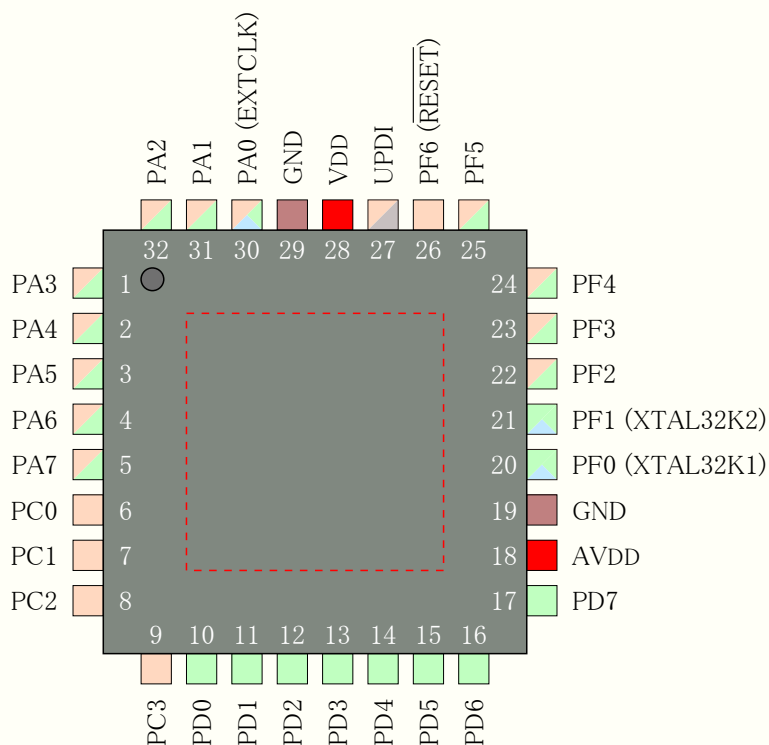 PA2
PA1
PA0 (EXTCLK)
GND
VDD
UPDI
PF6 (RESET)
PF5
32 31 30 29 28 27 26 25
PA3 1 24 PF4
PA4 2 23 PF3
PA5 3 22 PF2
PA6 4 21 PF1 (XTAL32K2)
PA7 5 20 PF0 (XTAL32K1)
PC0 6 19 GND
PC1 7 18 AVDD
PC2 8 17 PD7
9 10 11 12 13 14 15 16
PC3
PD0
PD1
PD2
PD3
PD4
PD5
PD6